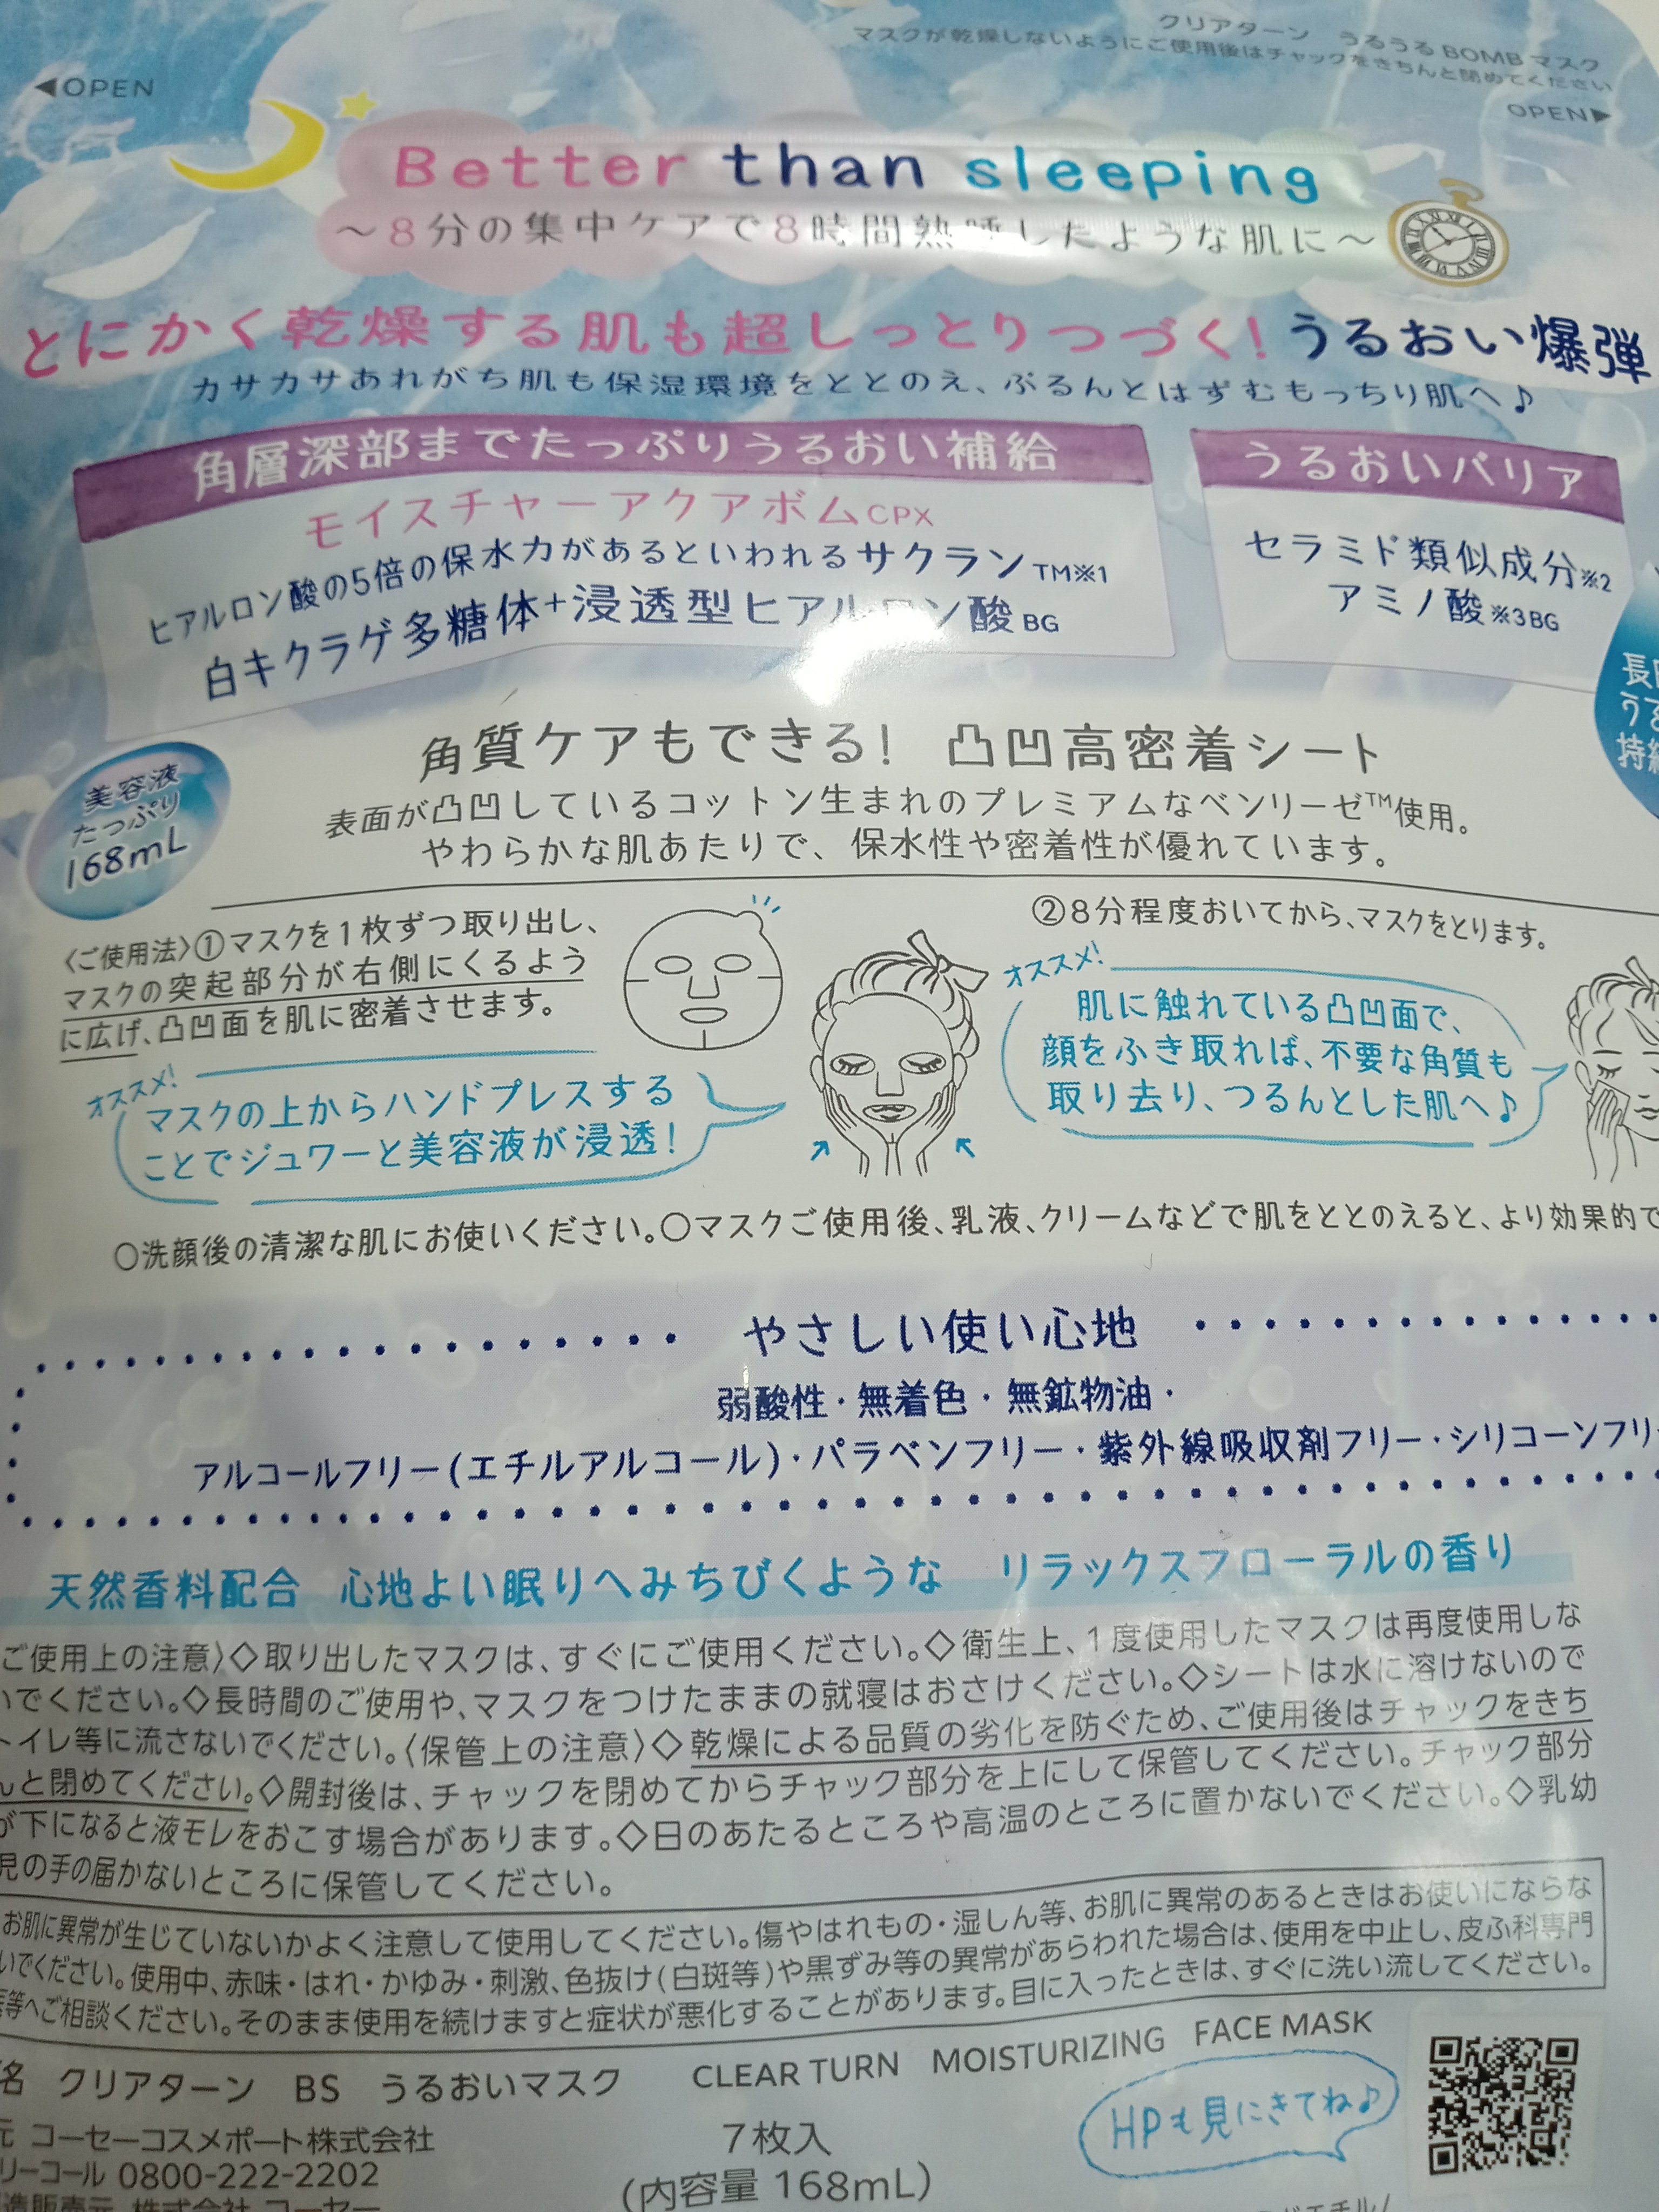 クリアターン うるうるBOMBマスク
マスクが乾燥しないようにご使用後はチャックをきちんと閉めてください
◀OPEN
OPEN▶
Better than sleeping
～8分の集中ケアで8時間熟睡したような肌に～
とにかく乾燥する肌も超しっとりつづく!うるおい爆弾
カサカサあれがち肌も保湿環境をととのえ、ぷるんとはずむもっちり肌へ♪
角層深部までたっぷりうるおい補給
モイスチャーアクアボムCPX
ヒアルロン酸の5倍の保水力があるといわれるサクラン™※1
白キクラゲ多糖体+浸透型ヒアルロン酸BG
うるおいバリア
セラミド類似成分※2
アミノ酸※3BG
美容液
たっぷり
168mL
角質ケアもできる! 凸凹高密着シート
表面が凸凹しているコットン生まれのプレミアムなベンリーゼ™使用。
やわらかな肌あたりで、保水性や密着性が優れています。
〈ご使用法〉①マスクを1枚ずつ取り出し、
マスクの突起部分が右側にくるよう
に広げ、凸凹面を肌に密着させます。
オススメ!
マスクの上からハンドプレスする
ことでジュワーと美容液が浸透!
②8分程度おいてから、マスクをとります。
オススメ!
肌に触れている凸凹面で、
顔をふき取れば、不要な角質も
取り去り、つるんとした肌へ♪
○洗顔後の清潔な肌にお使いください。○マスクご使用後、乳液、クリームなどで肌をととのえると、より効果的で
やさしい使い心地
弱酸性・無着色・無鉱物油・
アルコールフリー(エチルアルコール)・パラベンフリー・紫外線吸収剤フリー・シリコーンフリ
天然香料配合 心地よい眠りへみちびくような リラックスフローラルの香り
ご使用上の注意〉◇取り出したマスクは、すぐにご使用ください。◇衛生上、1度使用したマスクは再度使用しな
いでください。◇長時間のご使用や、マスクをつけたままの就寝はおさけください。◇シートは水に溶けないので
トイレ等に流さないでください。〈保管上の注意〉◇乾燥による品質の劣化を防ぐため、ご使用後はチャックをきち
んと閉めてください。◇開封後は、チャックを閉めてからチャック部分を上にして保管してください。チャック部分
が下になると液モレをおこす場合があります。◇日のあたるところや高温のところに置かないでください。◇乳幼
児の手の届かないところに保管してください。
お肌に異常が生じていないかよく注意して使用してください。傷やはれもの・湿しん等、お肌に異常のあるときはお使いにならな
いでください。使用中、赤味・はれ・かゆみ・刺激、色抜け(白斑等)や黒ずみ等の異常があらわれた場合は、使用を中止し、皮ふ科専門
医等へご相談ください。そのまま使用を続けますと症状が悪化することがあります。目に入ったときは、すぐに洗い流してください。
名 クリアターン BS うるおいマスク CLEAR TURN MOISTURIZING FACE MASK
元 コーセーコスメポート株式会社
リーコール 0800-222-2202
造販売元 株式会社 コーセー
7枚入
(内容量 168mL)
HPも見にきてね♪